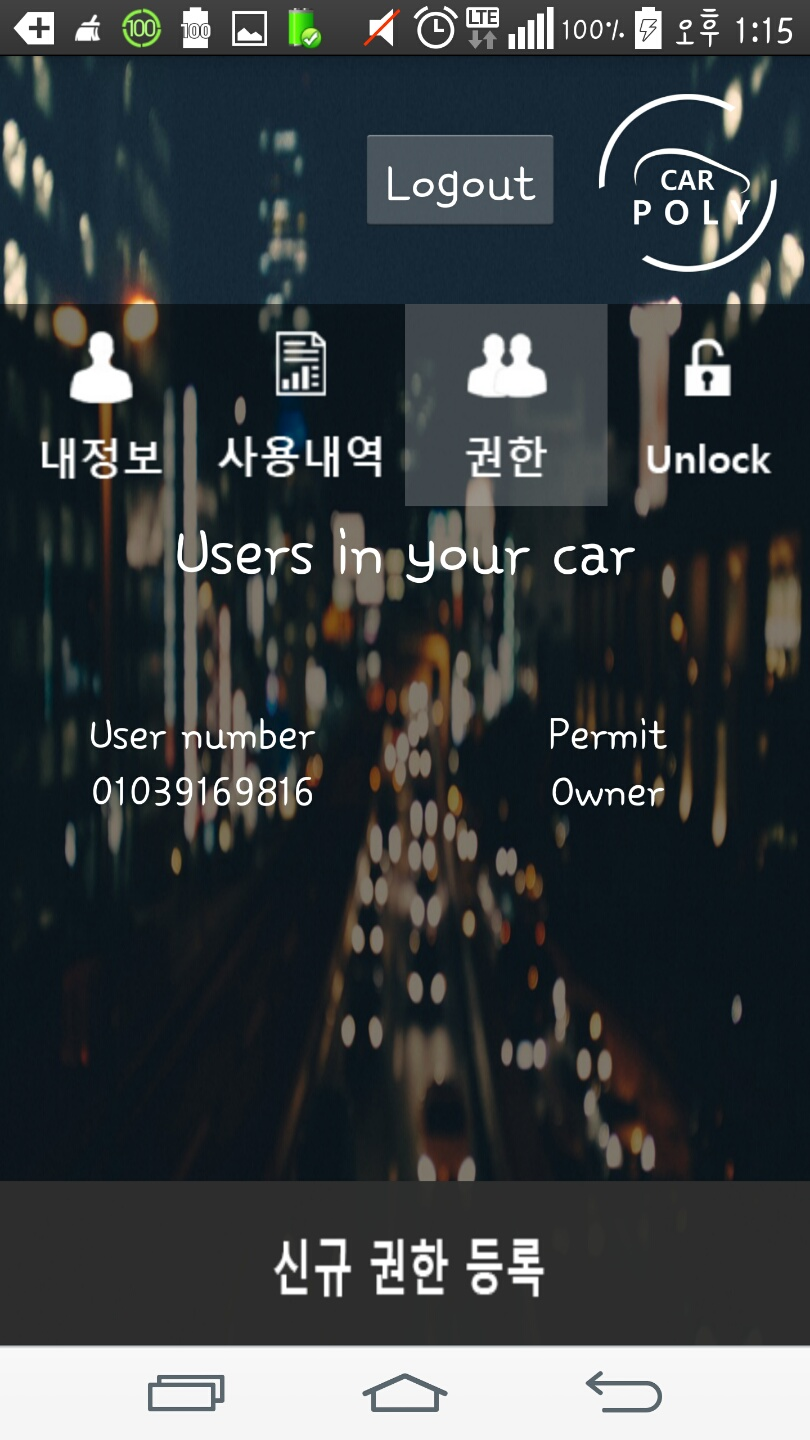 100
100
LTE
100%
오후 1:15
Logout
CAR
POLY
내정보
사용내역
권한
Unlock
Users in your car
User number
Permit
01039169816
Owner
신규 권한 등록